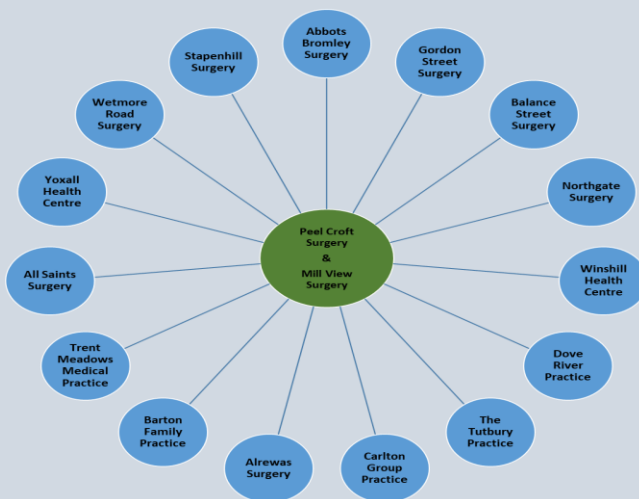 Abbots
Bromley
Surgery
Gordon
Street
Surgery
Balance
Street
Surgery
Northgate
Surgery
Winshill
Health
Centre
Dove
River
Practice
The
Tutbury
Practice
Carlton
Group
Practice
Alrewas
Surgery
Barton
Family
Practice
Trent
Meadows
Medical
Practice
All Saints
Surgery
Yoxall
Health
Centre
Wetmore
Road
Surgery
Stapenhill
Surgery
Peel Croft
Surgery
&
Mill View
Surgery